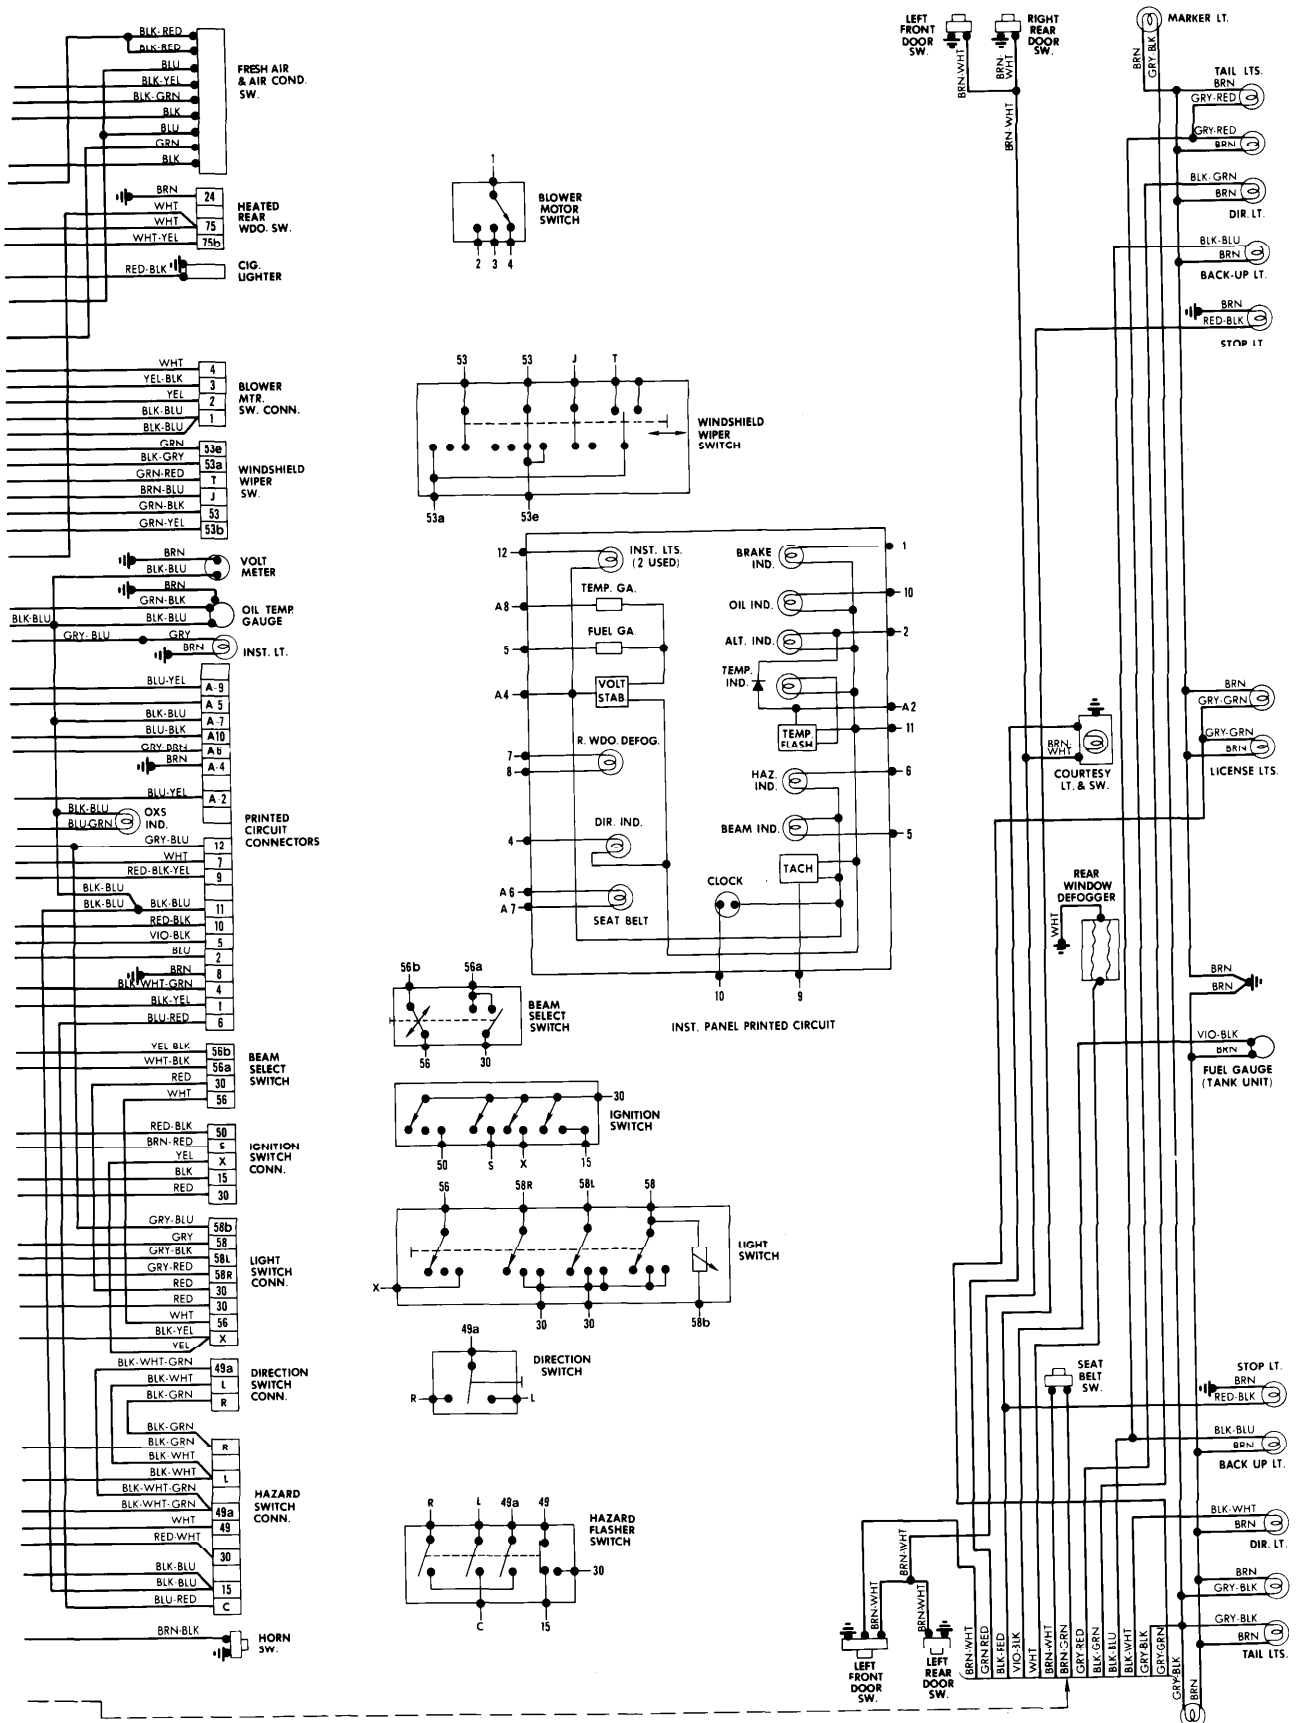 BLK-RED
BLK-RED
BLU
BLK-YEL
BLK-GRN
BLK
BLU
GRN
BLK
FRESH AIR
& AIR COND.
SW.
BRN
WHT
WHT
WHT-YEL
24
75
75b
HEATED
REAR
WDO. SW.
RED-BLK
CIG.
LIGHTER
WHT
YEL-BLK
YEL
BLK-BLU
BLK-BLU
4
3
2
1
BLOWER
MTR.
SW. CONN.
GRN
BLK-GRY
GRN-RED
BRN-BLU
GRN-BLK
GRN-YEL
53e
53a
T
J
53
53b
WINDSHIELD
WIPER
SW.
BRN
BLK-BLU
VOLT
METER
BRN
GRN-BLK
BLK-BLU
BLK-BLU
OIL TEMP.
GAUGE
GRY-BLU
GRY
BRN
INST. LT.
BLU-YEL
BLK-BLU
BLU-BLK
GRY-BRN
BRN
BLU-YEL
A-9
A 5
A-7
A10
A6
A-4
A-2
BLK-BLU
BLU-GRN
OXS
IND.
PRINTED
CIRCUIT
CONNECTORS
GRY-BLU
WHT
RED-BLK-YEL
BLK-BLU
BLK-BLU
BLK-BLU
RED-BLK
VIO-BLK
BLU
BRN
BLK-WHT-GRN
BLK-YEL
BLU-RED
12
7
9
11
10
5
2
8
4
1
6
YEL BLK
WHT-BLK
RED
WHT
56b
56a
30
56
BEAM
SELECT
SWITCH
RED-BLK
BRN-RED
YEL
BLK
RED
50
S
X
15
30
IGNITION
SWITCH
CONN.
GRY-BLU
GRY
GRY-BLK
GRY-RED
RED
RED
WHT
BLK-YEL
YEL
58b
58
58L
58R
30
30
56
X
LIGHT
SWITCH
CONN.
BLK-WHT-GRN
BLK-WHT
BLK-GRN
49a
L
R
DIRECTION
SWITCH
CONN.
BLK-GRN
BLK-GRN
BLK-WHT
BLK-WHT
BLK-WHT-GRN
BLK-WHT-GRN
WHT
RED-WHT
BLK-BLU
BLK-BLU
BLU-RED
R
L
49a
49
30
15
C
HAZARD
SWITCH
CONN.
BRN-BLK
HORN
SW.
1
2 3 4
BLOWER
MOTOR
SWITCH
53 53 J T
53a 53e
WINDSHIELD
WIPER
SWITCH
12
A8
5
A4
7
8
4
A6
A7
INST. LTS.
(2 USED)
TEMP. GA.
FUEL GA.
VOLT
STAB.
R. WDO. DEFOG.
DIR. IND.
SEAT BELT
BRAKE
IND.
OIL IND.
ALT. IND.
TEMP.
IND.
TEMP.
FLASH
HAZ.
IND.
BEAM IND.
TACH
CLOCK
1
10
2
A2
11
6
5
10 9
INST. PANEL PRINTED CIRCUIT
56b 56a
56 30
BEAM
SELECT
SWITCH
30
50 S X 15
IGNITION
SWITCH
56 58R 58L 58
X
30 30 58b
LIGHT
SWITCH
49a
R
L
DIRECTION
SWITCH
R L 49a 49
30
C 15
HAZARD
FLASHER
SWITCH
LEFT
FRONT
DOOR
SW.
RIGHT
REAR
DOOR
SW.
BRN-WHT
BRN-
WHT
BRN-WHT
MARKER LT.
BRN
GRY-BLK
TAIL LTS.
BRN
GRY-RED
GRY-RED
BRN
BLK-GRN
BRN
DIR. LT.
BLK-BLU
BRN
BACK-UP LT.
BRN
RED-BLK
STOP LT
BRN
GRY-GRN
GRY-GRN
BRN
LICENSE LTS.
BRN-
WHT
COURTESY
LT. & SW.
REAR
WINDOW
DEFOGGER
WHT
BRN
BRN
VIO-BLK
BRN
FUEL GAUGE
(TANK UNIT)
SEAT
BELT
SW.
STOP LT.
BRN
RED-BLK
BLK-BLU
BRN
BACK UP LT.
BLK-WHT
BRN
DIR. LT.
BRN
GRY-BLK
GRY-BLK
BRN
TAIL LTS.
BRN-WHT
BRN-WHT
BRN-WHT
LEFT
FRONT
DOOR
SW.
LEFT
REAR
DOOR
SW.
BRN-WHT
GRN RED
BLK-RED
VIO-BLK
WHT
BRN-WHT
BRN-GRN
GRY-RED
BLK-GRN
BLK-BLU
BLK-WHT
GRY-BLK
GRY-GRN
GRY-BLK
BRN